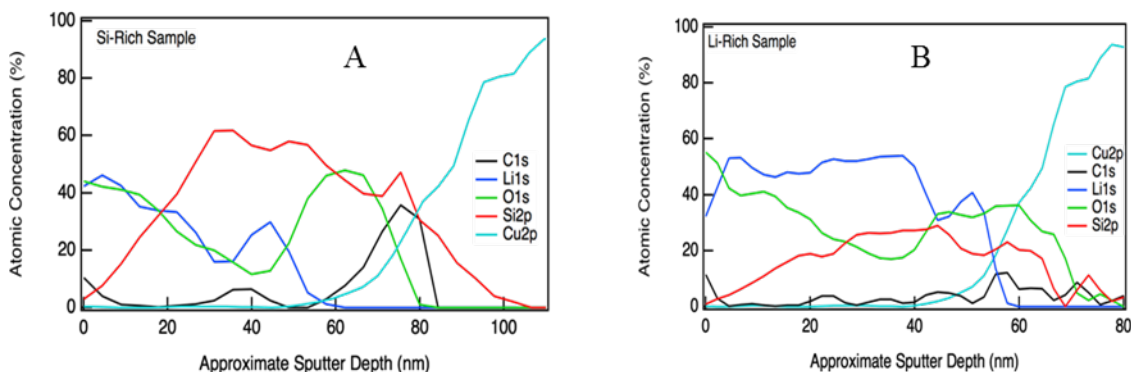 100
80
60
40
20
0
Atomic Concentration (%)
Si-Rich Sample
A
C1s
Li1s
O1s
Si2p
Cu2p
0 20 40 60 80 100
Approximate Sputter Depth (nm)
100
80
60
40
20
0
Atomic Concentration (%)
Li-Rich Sample
B
Cu2p
C1s
Li1s
O1s
Si2p
0 20 40 60 80
Approximate Sputter Depth (nm)